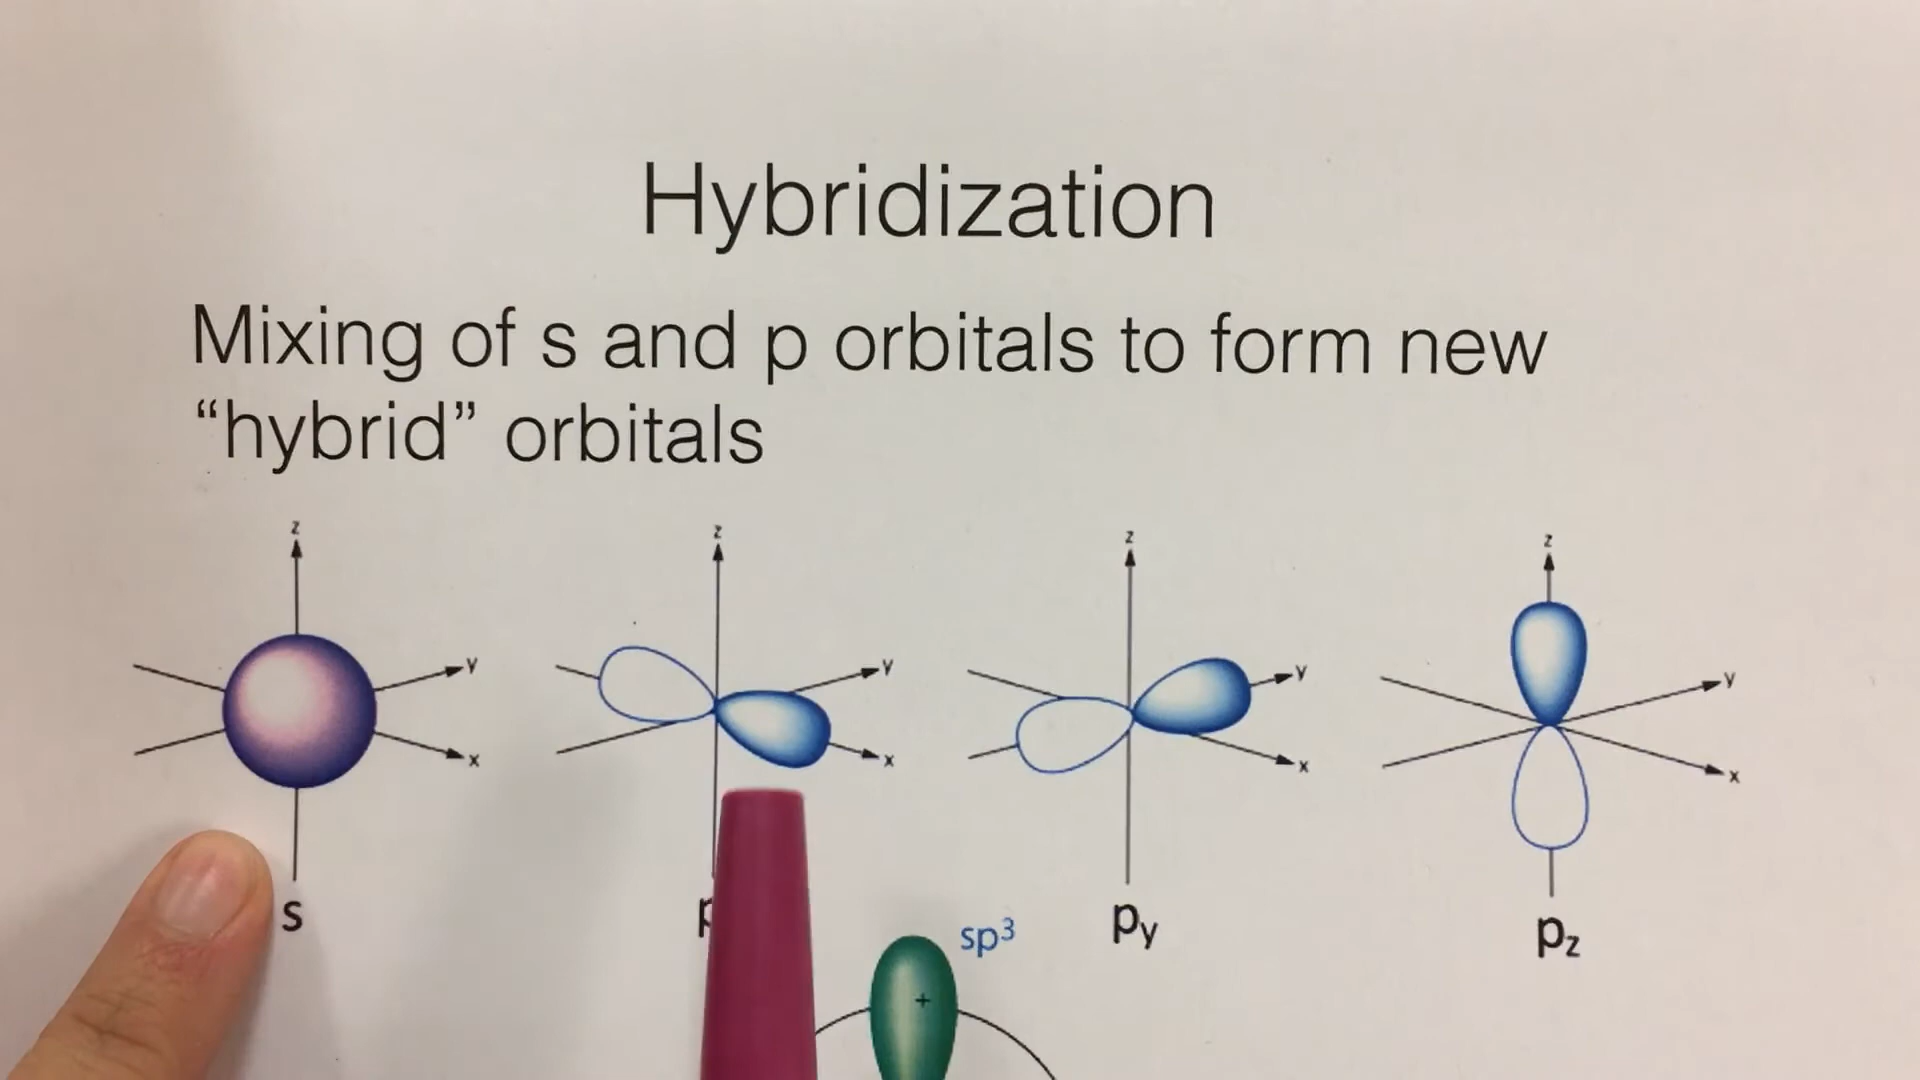 Hybridization
Mixing of s and p orbitals to form new
“hybrid” orbitals
z z z z
y y y y
x x x x
s p py pz
sp³
+